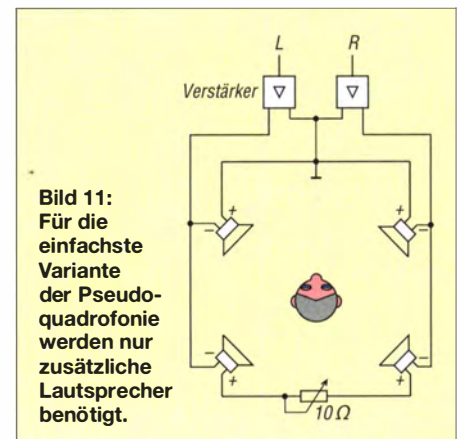 L R
Verstärker
Bild 11:
Für die
einfachste
Variante
der Pseudo-
quadrofonie
werden nur
zusätzliche
Lautsprecher
benötigt.
+ +
– –
– –
+ +
10 Ω